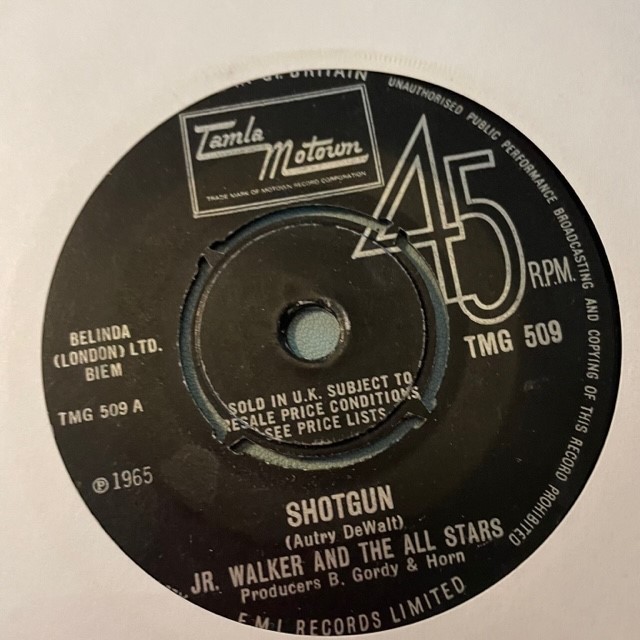 BRITAIN
UNAUTHORISED PUBLIC PERFORMANCE BROADCASTING AND COPYING OF THIS RECORD PROHIBITED
Tamla
Motown
TRADE MARK OF MOTOWN RECORD CORPORATION
45
R.P.M.
TMG 509
BELINDA
(LONDON) LTD.
BIEM
TMG 509 A
℗ 1965
SOLD IN U.K. SUBJECT TO
RESALE PRICE CONDITIONS
SEE PRICE LISTS
SHOTGUN
(Autry DeWalt)
JR. WALKER AND THE ALL STARS
Producers B. Gordy & Horn
E.M.I. RECORDS LIMITED